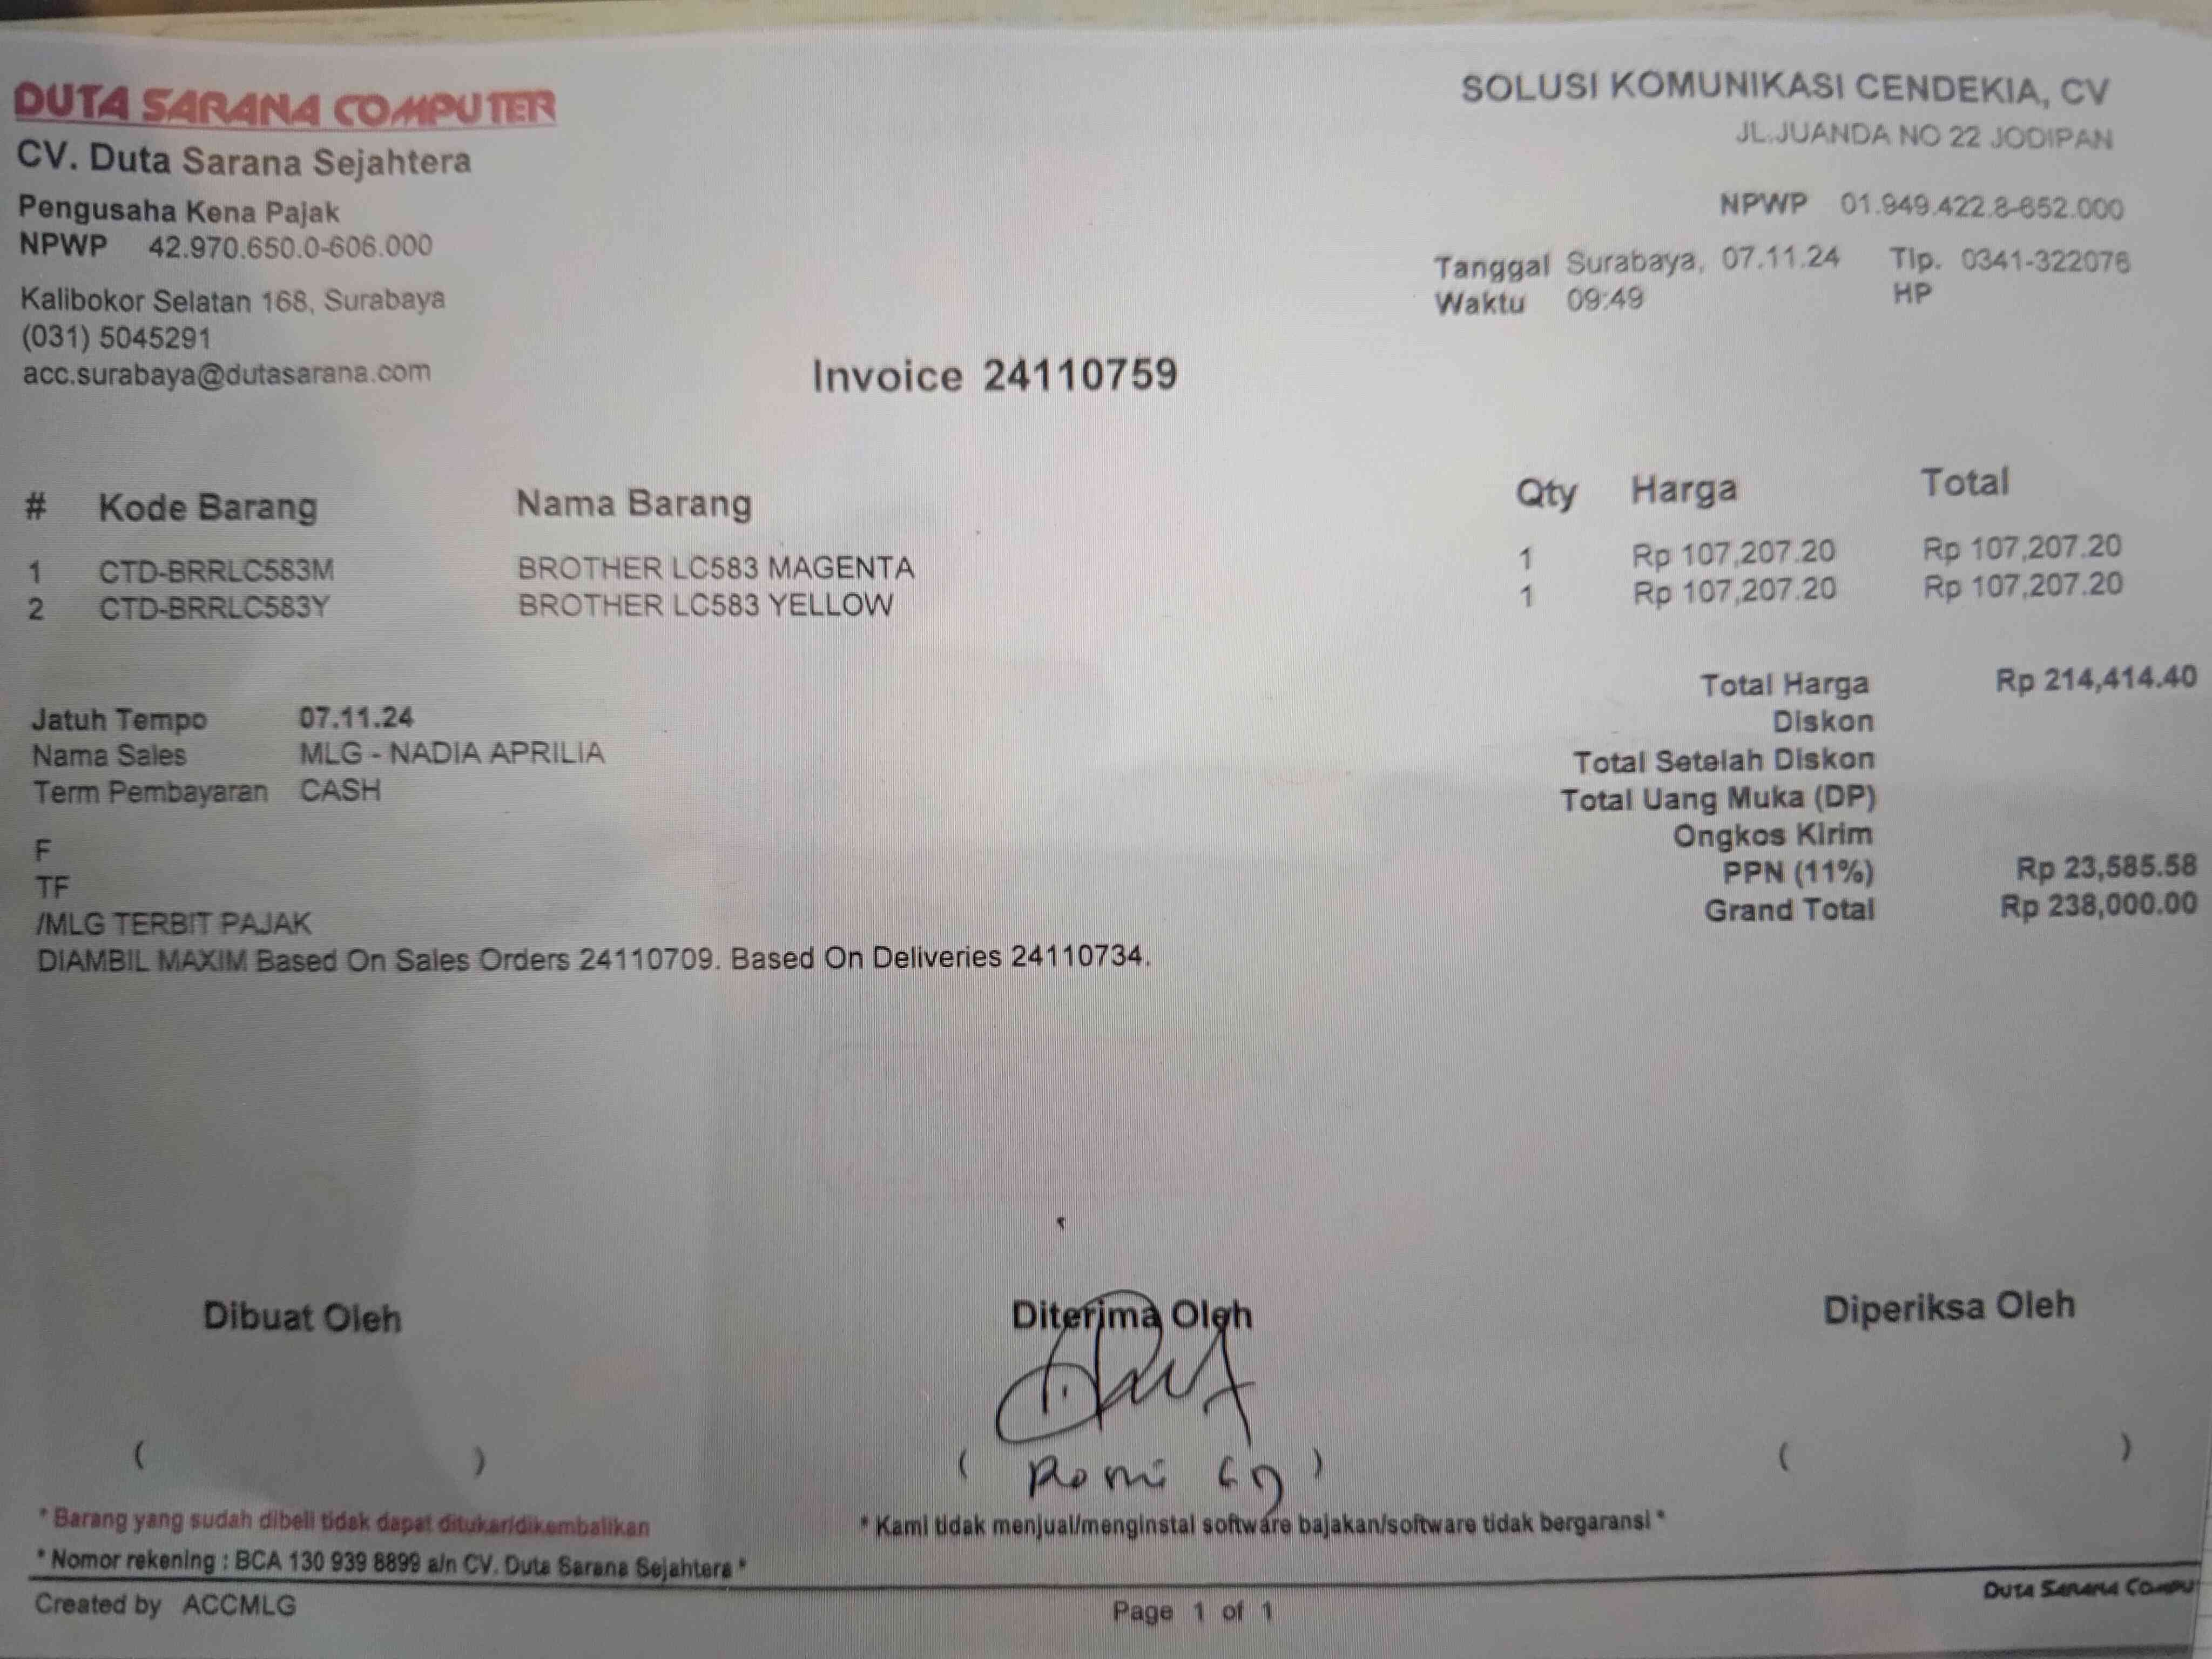 DUTA SARANA COMPUTER
CV. Duta Sarana Sejahtera
Pengusaha Kena Pajak
NPWP 42.970.650.0-606.000
Kalibokor Selatan 168, Surabaya
(031) 5045291
acc.surabaya@dutasarana.com
SOLUSI KOMUNIKASI CENDEKIA, CV
JL.JUANDA NO 22 JODIPAN
NPWP 01.949.422.8-652.000
Tanggal Surabaya, 07.11.24 Tlp. 0341-322076
Waktu 09:49 HP
Invoice 24110759
# Kode Barang Nama Barang Qty Harga Total
1 CTD-BRRLC583M BROTHER LC583 MAGENTA 1 Rp 107,207.20 Rp 107,207.20
2 CTD-BRRLC583Y BROTHER LC583 YELLOW 1 Rp 107,207.20 Rp 107,207.20
Total Harga Rp 214,414.40
Diskon
Total Setelah Diskon
Total Uang Muka (DP)
Ongkos Kirim
PPN (11%) Rp 23,585.58
Grand Total Rp 238,000.00
Jatuh Tempo 07.11.24
Nama Sales MLG - NADIA APRILIA
Term Pembayaran CASH
F
TF
/MLG TERBIT PAJAK
DIAMBIL MAXIM Based On Sales Orders 24110709. Based On Deliveries 24110734.
Dibuat Oleh Diterima Oleh Diperiksa Oleh
( ) ( Romi ) ( )
* Barang yang sudah dibeli tidak dapat ditukar/dikembalikan
* Kami tidak menjual/menginstal software bajakan/software tidak bergaransi *
* Nomor rekening : BCA 130 939 8899 a/n CV. Duta Sarana Sejahtera *
Created by ACCMLG Page 1 of 1 DUTA SARANA COMPU